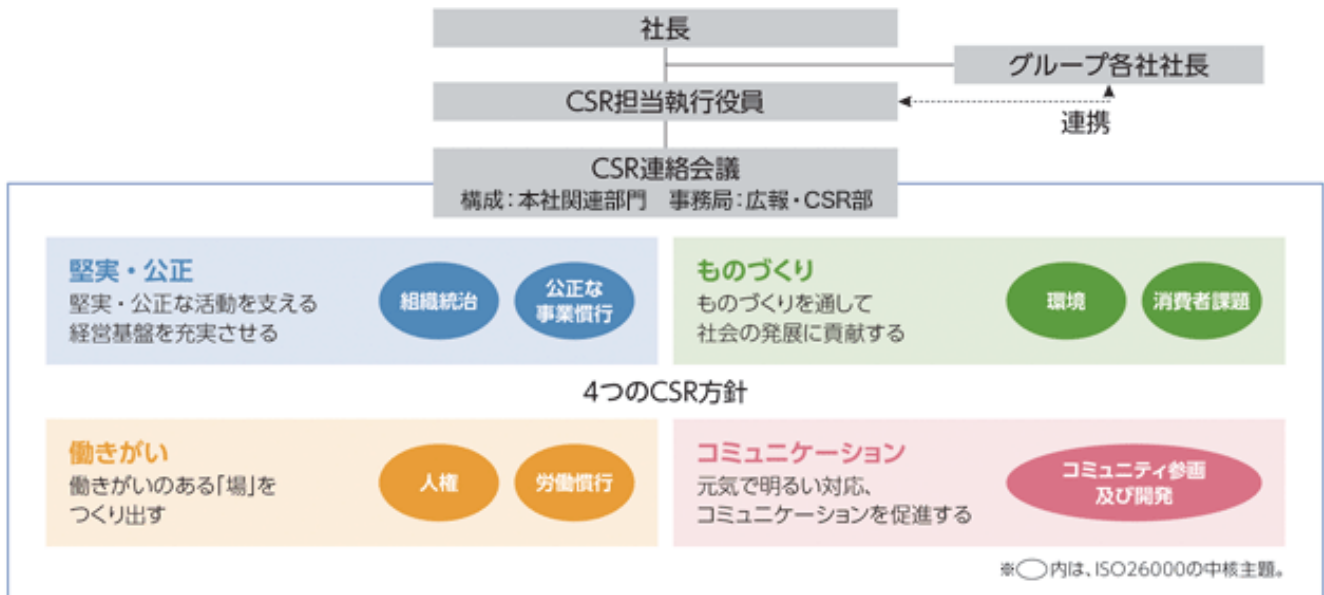 社長
グループ各社社長
CSR担当執行役員
連携
CSR連絡会議
構成：本社関連部門　事務局：広報・CSR部
堅実・公正
堅実・公正な活動を支える
経営基盤を充実させる
組織統治
公正な
事業慣行
ものづくり
ものづくりを通して
社会の発展に貢献する
環境
消費者課題
4つのCSR方針
働きがい
働きがいのある「場」を
つくり出す
人権
労働慣行
コミュニケーション
元気で明るい対応、
コミュニケーションを促進する
コミュニティ参画
及び開発
※◯内は、ISO26000の中核主題。